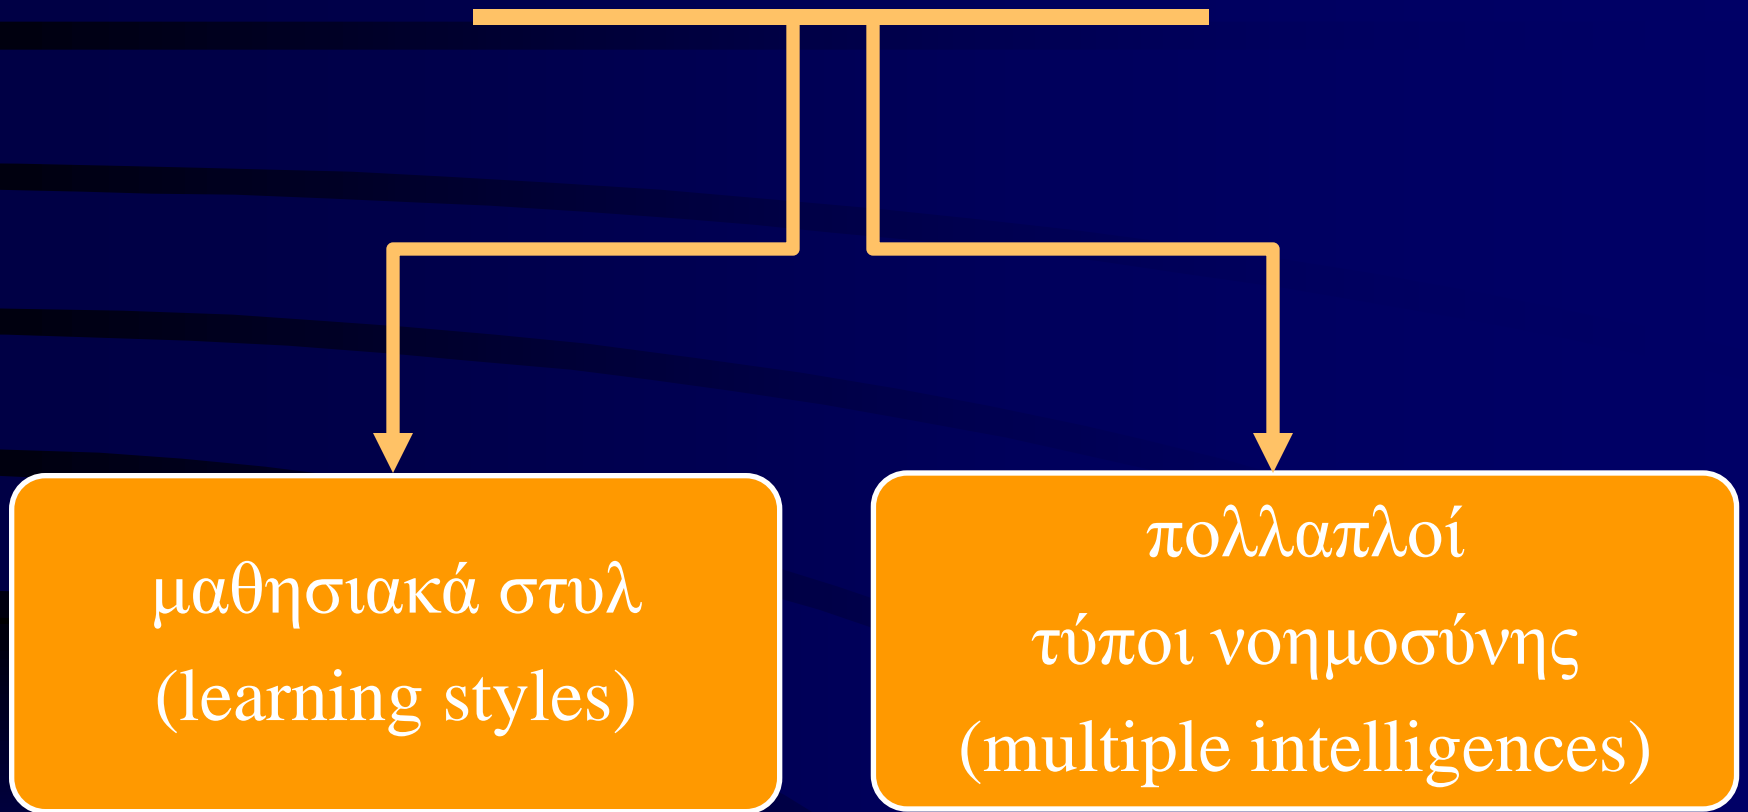 μαθησιακά στυλ
(learning styles)
πολλαπλοί
τύποι νοημοσύνης
(multiple intelligences)